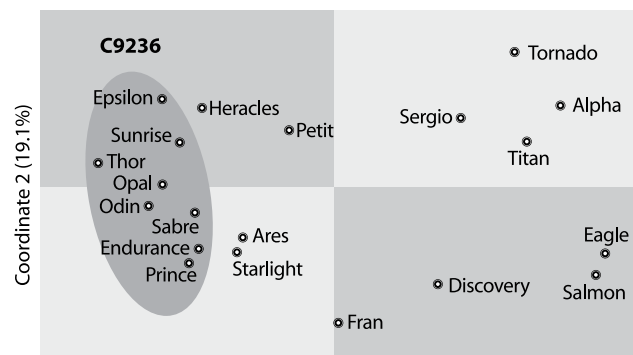 C9236
Tornado
Epsilon
Heracles
Alpha
Sergio
Petit
Sunrise
Titan
Thor
Opal
Odin
Sabre
Ares
Eagle
Endurance
Starlight
Prince
Discovery
Salmon
Fran
Coordinate 2 (19.1%)